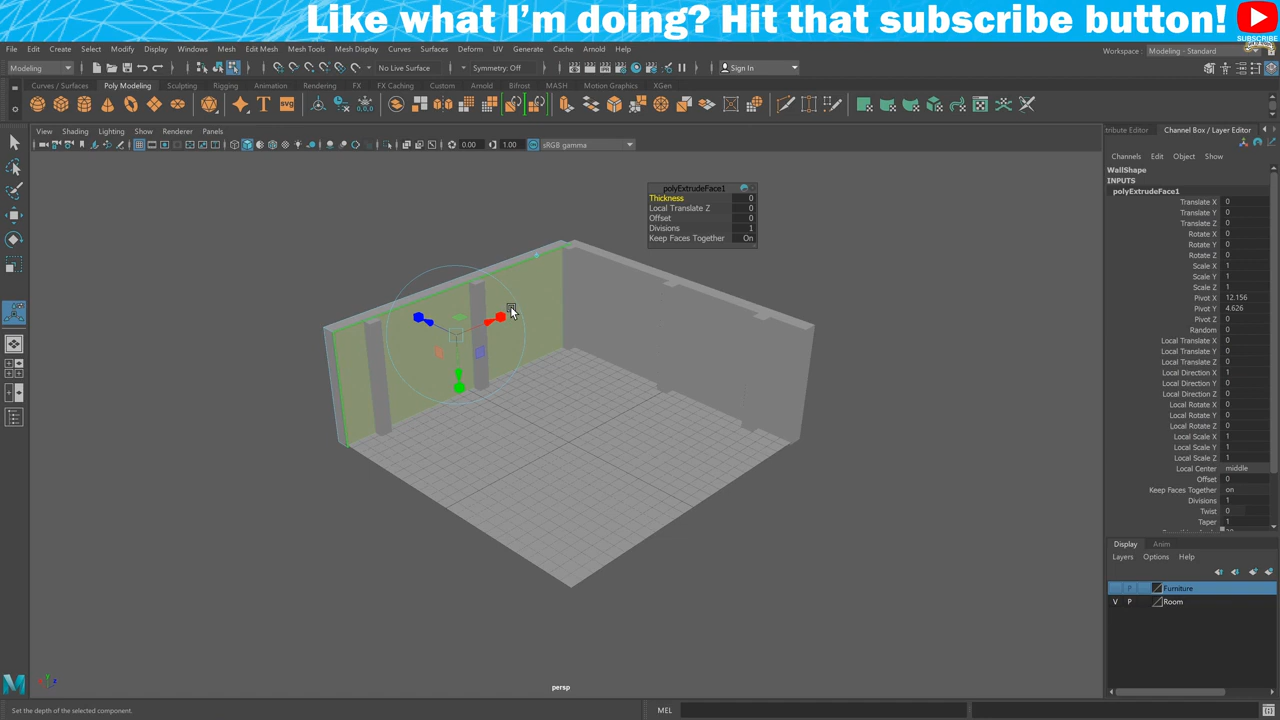 Like what I'm doing? Hit that subscribe button!
SUBSCRIBE
File Edit Create Select Modify Display Windows Mesh Edit Mesh Mesh Tools Mesh Display Curves Surfaces Deform UV Generate Cache Arnold Help
Workspace : Modeling - Standard
Modeling No Live Surface Symmetry: Off Sign In
Curves / Surfaces Poly Modeling Sculpting Rigging Animation Rendering FX FX Caching Custom Arnold Bifrost MASH Motion Graphics XGen
View Shading Lighting Show Renderer Panels
0.00 1.00 sRGB gamma
polyExtrudeFace1
Thickness 0
Local Translate Z 0
Offset 0
Divisions 1
Keep Faces Together On
persp
tribute Editor Channel Box / Layer Editor
Channels Edit Object Show
WallShape
INPUTS
polyExtrudeFace1
Translate X 0
Translate Y 0
Translate Z 0
Rotate X 0
Rotate Y 0
Rotate Z 0
Scale X 1
Scale Y 1
Scale Z 1
Pivot X 12.156
Pivot Y 4.626
Pivot Z 0
Random 0
Local Translate X 0
Local Translate Y 0
Local Translate Z 0
Local Direction X 1
Local Direction Y 0
Local Direction Z 0
Local Rotate X 0
Local Rotate Y 0
Local Rotate Z 0
Local Scale X 1
Local Scale Y 1
Local Scale Z 1
Local Center middle
Offset 0
Keep Faces Together on
Divisions 1
Twist 0
Taper 1
Display Anim
Layers Options Help
P Furniture
V P Room
Set the depth of the selected component.
MEL